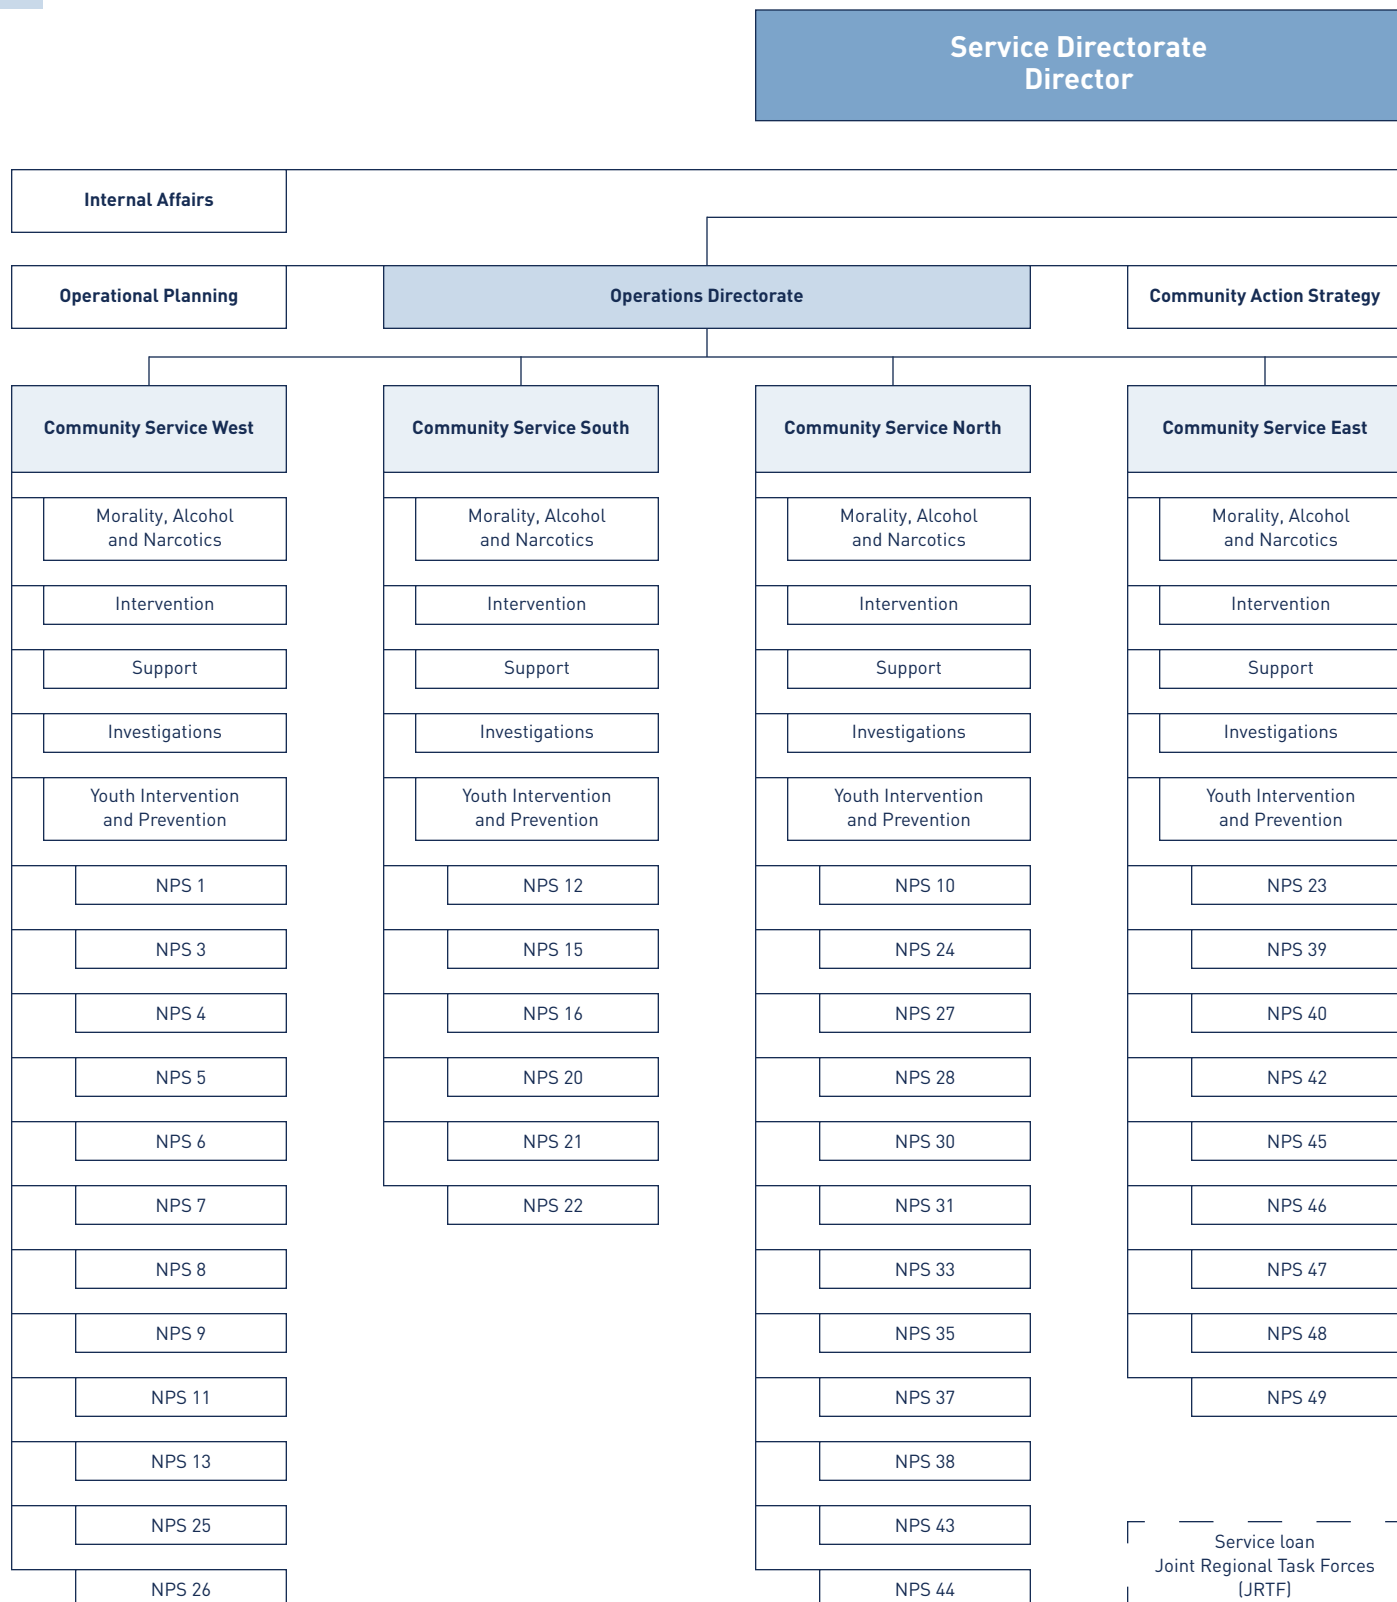 Service Directorate
Director
Internal Affairs
Operational Planning
Operations Directorate
Community Action Strategy
Community Service West
Morality, Alcohol
and Narcotics
Intervention
Support
Investigations
Youth Intervention
and Prevention
NPS 1
NPS 3
NPS 4
NPS 5
NPS 6
NPS 7
NPS 8
NPS 9
NPS 11
NPS 13
NPS 25
NPS 26
Community Service South
Morality, Alcohol
and Narcotics
Intervention
Support
Investigations
Youth Intervention
and Prevention
NPS 12
NPS 15
NPS 16
NPS 20
NPS 21
NPS 22
Community Service North
Morality, Alcohol
and Narcotics
Intervention
Support
Investigations
Youth Intervention
and Prevention
NPS 10
NPS 24
NPS 27
NPS 28
NPS 30
NPS 31
NPS 33
NPS 35
NPS 37
NPS 38
NPS 43
NPS 44
Community Service East
Morality, Alcohol
and Narcotics
Intervention
Support
Investigations
Youth Intervention
and Prevention
NPS 23
NPS 39
NPS 40
NPS 42
NPS 45
NPS 46
NPS 47
NPS 48
NPS 49
Service loan
Joint Regional Task Forces
(JRTF)